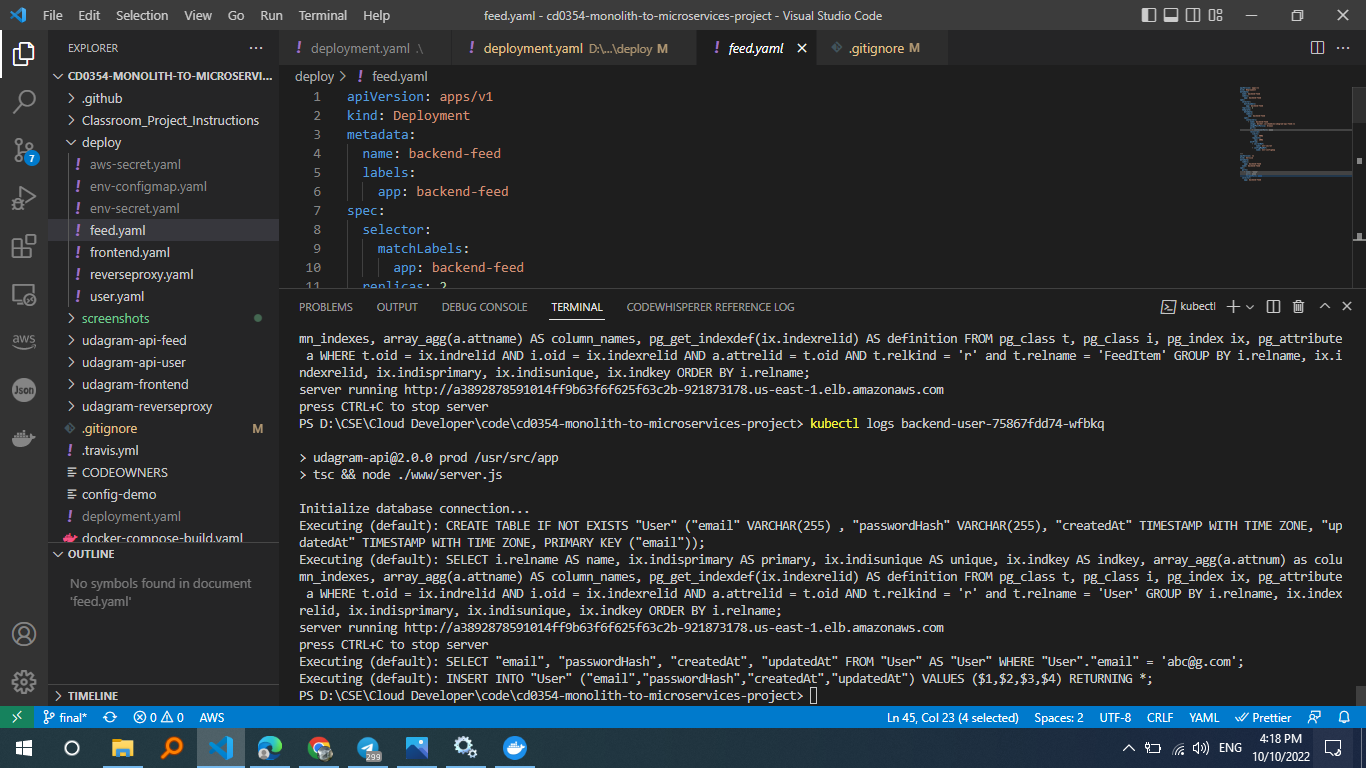 File Edit Selection View Go Run Terminal Help
feed.yaml - cd0354-monolith-to-microservices-project - Visual Studio Code
EXPLORER
CD0354-MONOLITH-TO-MICROSERVI...
.github
Classroom_Project_Instructions
deploy
! aws-secret.yaml
! env-configmap.yaml
! env-secret.yaml
! feed.yaml
! frontend.yaml
! reverseproxy.yaml
! user.yaml
screenshots
udagram-api-feed
udagram-api-user
udagram-frontend
udagram-reverseproxy
.gitignore M
! .travis.yml
CODEOWNERS
config-demo
! deployment.yaml
docker-compose-build.yaml
OUTLINE
No symbols found in document
'feed.yaml'
TIMELINE
7
aws
Json
! deployment.yaml .\
! deployment.yaml D:\...\deploy M
! feed.yaml
.gitignore M
deploy > ! feed.yaml
1 apiVersion: apps/v1
2 kind: Deployment
3 metadata:
4 name: backend-feed
5 labels:
6 app: backend-feed
7 spec:
8 selector:
9 matchLabels:
10 app: backend-feed
11 replicas: 2
PROBLEMS OUTPUT DEBUG CONSOLE TERMINAL CODEWHISPERER REFERENCE LOG
kubectl
mn_indexes, array_agg(a.attname) AS column_names, pg_get_indexdef(ix.indexrelid) AS definition FROM pg_class t, pg_class i, pg_index ix, pg_attribute
a WHERE t.oid = ix.indrelid AND i.oid = ix.indexrelid AND a.attrelid = t.oid AND t.relkind = 'r' and t.relname = 'FeedItem' GROUP BY i.relname, ix.i
ndexrelid, ix.indisprimary, ix.indisunique, ix.indkey ORDER BY i.relname;
server running http://a3892878591014ff9b63f6f625f63c2b-921873178.us-east-1.elb.amazonaws.com
press CTRL+C to stop server
PS D:\CSE\Cloud Developer\code\cd0354-monolith-to-microservices-project> kubectl logs backend-user-75867fdd74-wfbkq
> udagram-api@2.0.0 prod /usr/src/app
> tsc && node ./www/server.js
Initialize database connection...
Executing (default): CREATE TABLE IF NOT EXISTS "User" ("email" VARCHAR(255) , "passwordHash" VARCHAR(255), "createdAt" TIMESTAMP WITH TIME ZONE, "up
datedAt" TIMESTAMP WITH TIME ZONE, PRIMARY KEY ("email"));
Executing (default): SELECT i.relname AS name, ix.indisprimary AS primary, ix.indisunique AS unique, ix.indkey AS indkey, array_agg(a.attnum) as colu
mn_indexes, array_agg(a.attname) AS column_names, pg_get_indexdef(ix.indexrelid) AS definition FROM pg_class t, pg_class i, pg_index ix, pg_attribute
a WHERE t.oid = ix.indrelid AND i.oid = ix.indexrelid AND a.attrelid = t.oid AND t.relkind = 'r' and t.relname = 'User' GROUP BY i.relname, ix.index
relid, ix.indisprimary, ix.indisunique, ix.indkey ORDER BY i.relname;
server running http://a3892878591014ff9b63f6f625f63c2b-921873178.us-east-1.elb.amazonaws.com
press CTRL+C to stop server
Executing (default): SELECT "email", "passwordHash", "createdAt", "updatedAt" FROM "User" AS "User" WHERE "User"."email" = 'abc@g.com';
Executing (default): INSERT INTO "User" ("email","passwordHash","createdAt","updatedAt") VALUES ($1,$2,$3,$4) RETURNING *;
PS D:\CSE\Cloud Developer\code\cd0354-monolith-to-microservices-project>
final* 0 0 AWS
Ln 45, Col 23 (4 selected) Spaces: 2 UTF-8 CRLF YAML Prettier
299
ENG
4:18 PM
10/10/2022